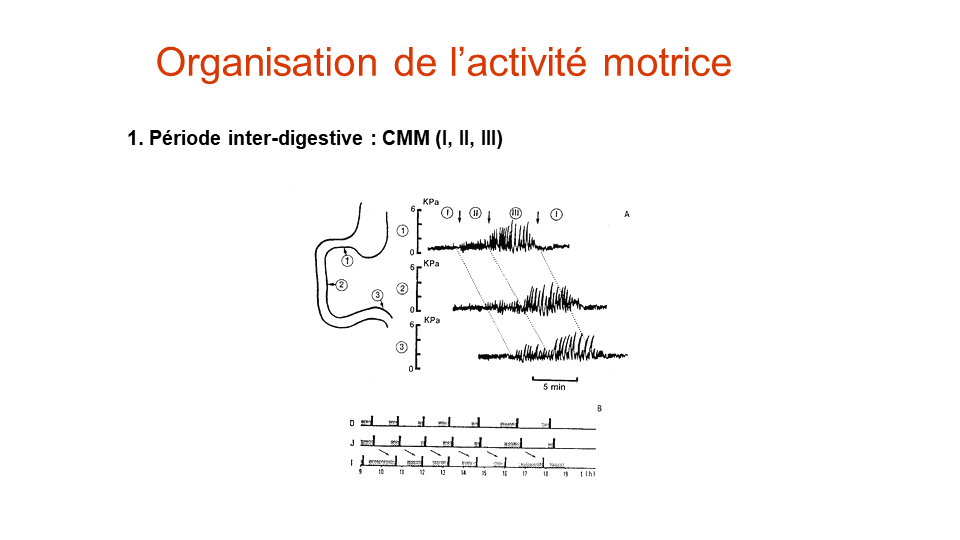 Organisation de l’activité motrice
1. Période inter-digestive : CMM (I, II, III)
KPa
6
I II III I
A
1
0
1
KPa
6
2
2
0
3
KPa
6
3
0
5 min
B
D
J
I
9 10 11 12 13 14 15 16 17 18 19 t (h)